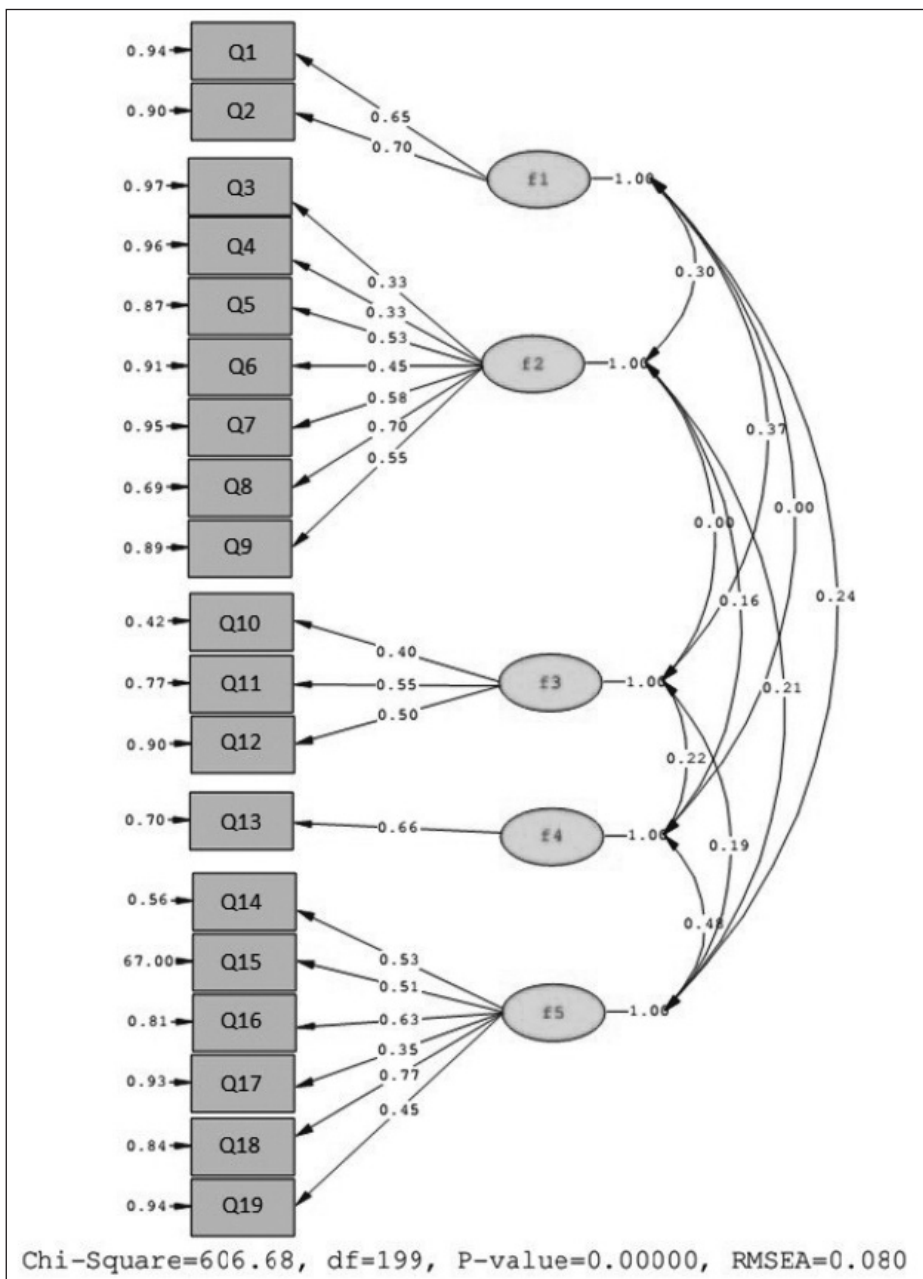 0.94 Q1
0.65
0.90 Q2
0.70
f1 1.00
0.97 Q3
0.96 Q4
0.30
0.33
0.87 Q5
0.33
0.53
0.91 Q6 0.45 f2 1.00
0.58
0.95 Q7
0.70
0.37
0.55
0.69 Q8
0.00
0.89 Q9
0.00
0.16
0.24
0.42 Q10
0.40
0.77 Q11 0.55 f3 1.00
0.21
0.50
0.90 Q12
0.22
0.70 Q13
0.66 f4 1.00
0.19
0.56 Q14
0.48
0.53
67.00 Q15
0.51
f5 1.00
0.81 Q16 0.63
0.35
0.93 Q17
0.77
0.45
0.84 Q18
0.94 Q19
Chi-Square=606.68, df=199, P-value=0.00000, RMSEA=0.080